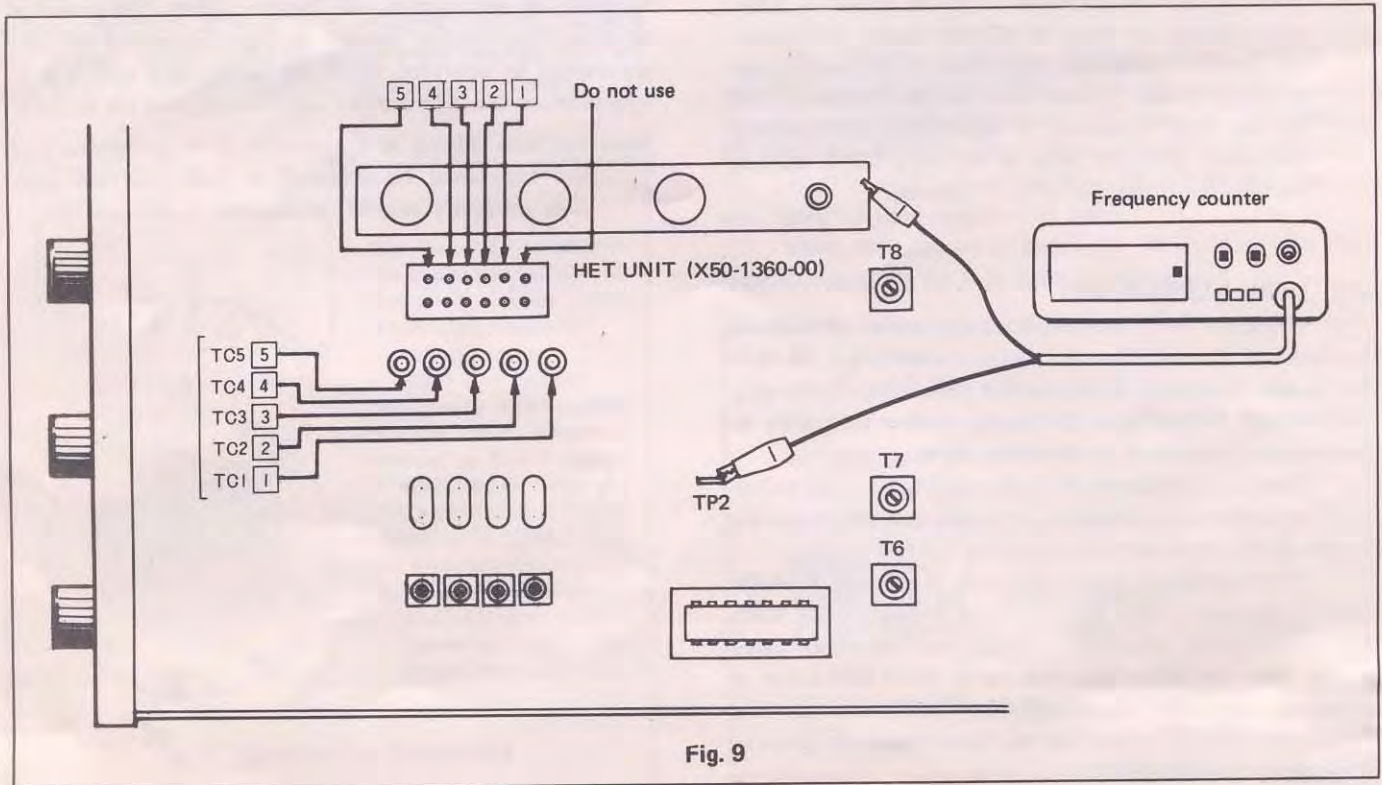 5 4 3 2 1 Do not use
Frequency counter
HET UNIT (X50-1360-00)
T8
TC5 5
TC4 4
TC3 3
TC2 2
TC1 1
TP2
T7
T6
Fig. 9